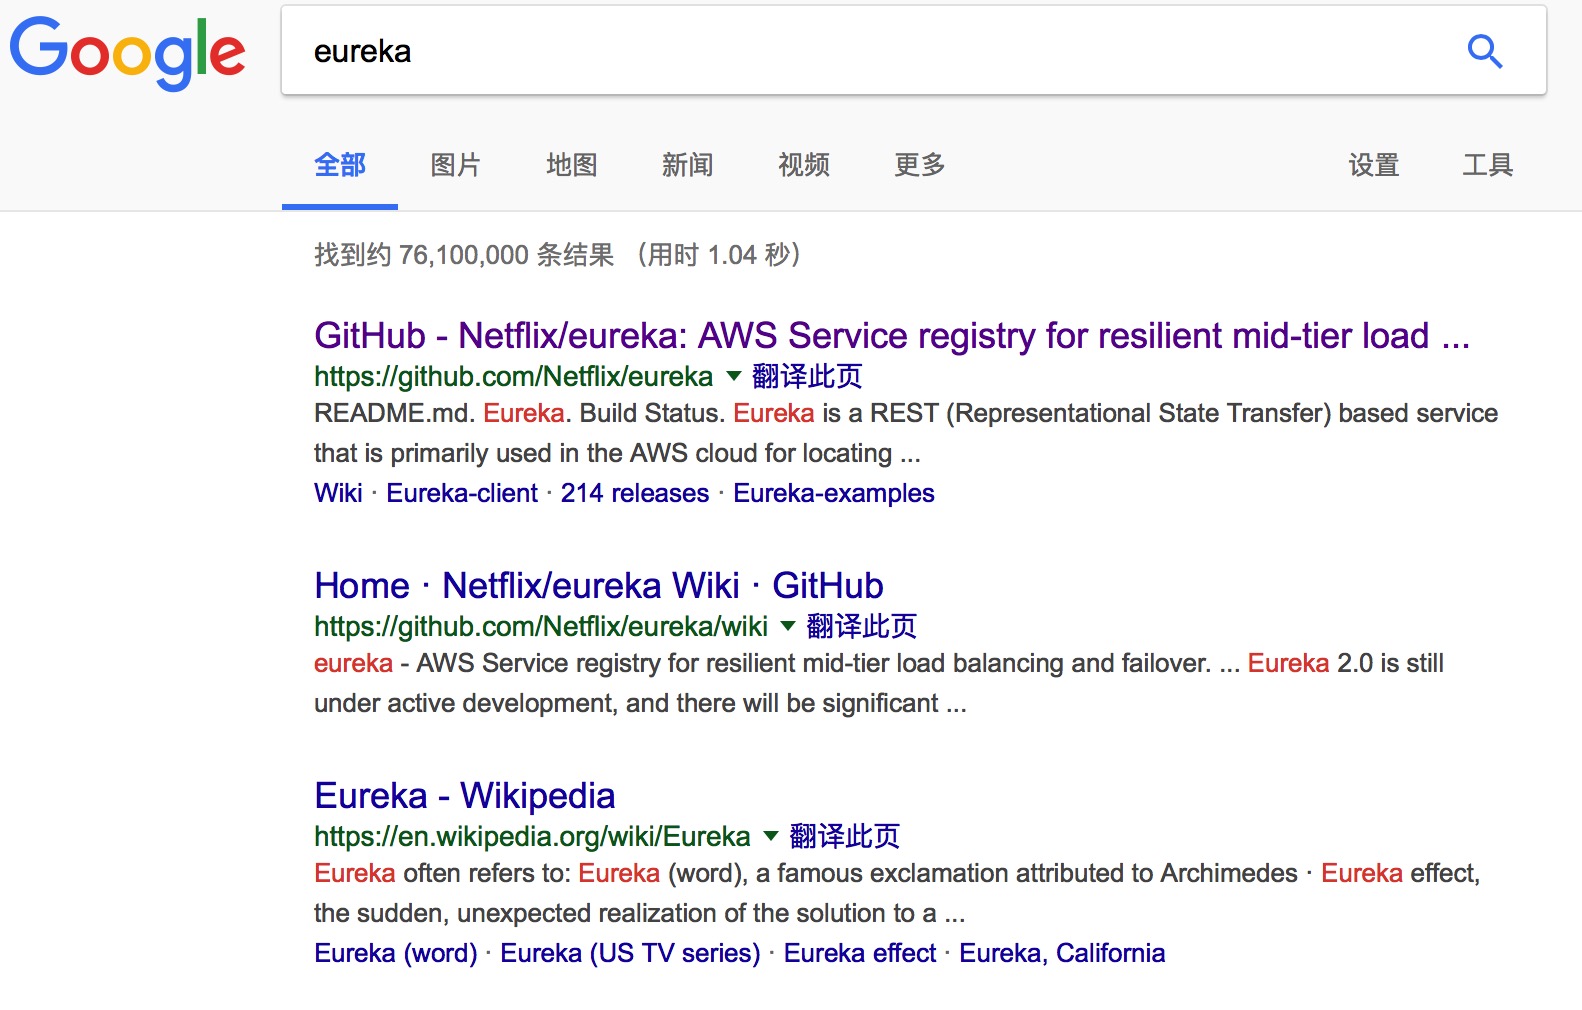 Google
eureka
全部 图片 地图 新闻 视频 更多 设置 工具
找到约 76,100,000 条结果 （用时 1.04 秒）
GitHub - Netflix/eureka: AWS Service registry for resilient mid-tier load ...
https://github.com/Netflix/eureka 翻译此页
README.md. Eureka. Build Status. Eureka is a REST (Representational State Transfer) based service
that is primarily used in the AWS cloud for locating ...
Wiki · Eureka-client · 214 releases · Eureka-examples
Home · Netflix/eureka Wiki · GitHub
https://github.com/Netflix/eureka/wiki 翻译此页
eureka - AWS Service registry for resilient mid-tier load balancing and failover. ... Eureka 2.0 is still
under active development, and there will be significant ...
Eureka - Wikipedia
https://en.wikipedia.org/wiki/Eureka 翻译此页
Eureka often refers to: Eureka (word), a famous exclamation attributed to Archimedes · Eureka effect,
the sudden, unexpected realization of the solution to a ...
Eureka (word) · Eureka (US TV series) · Eureka effect · Eureka, California